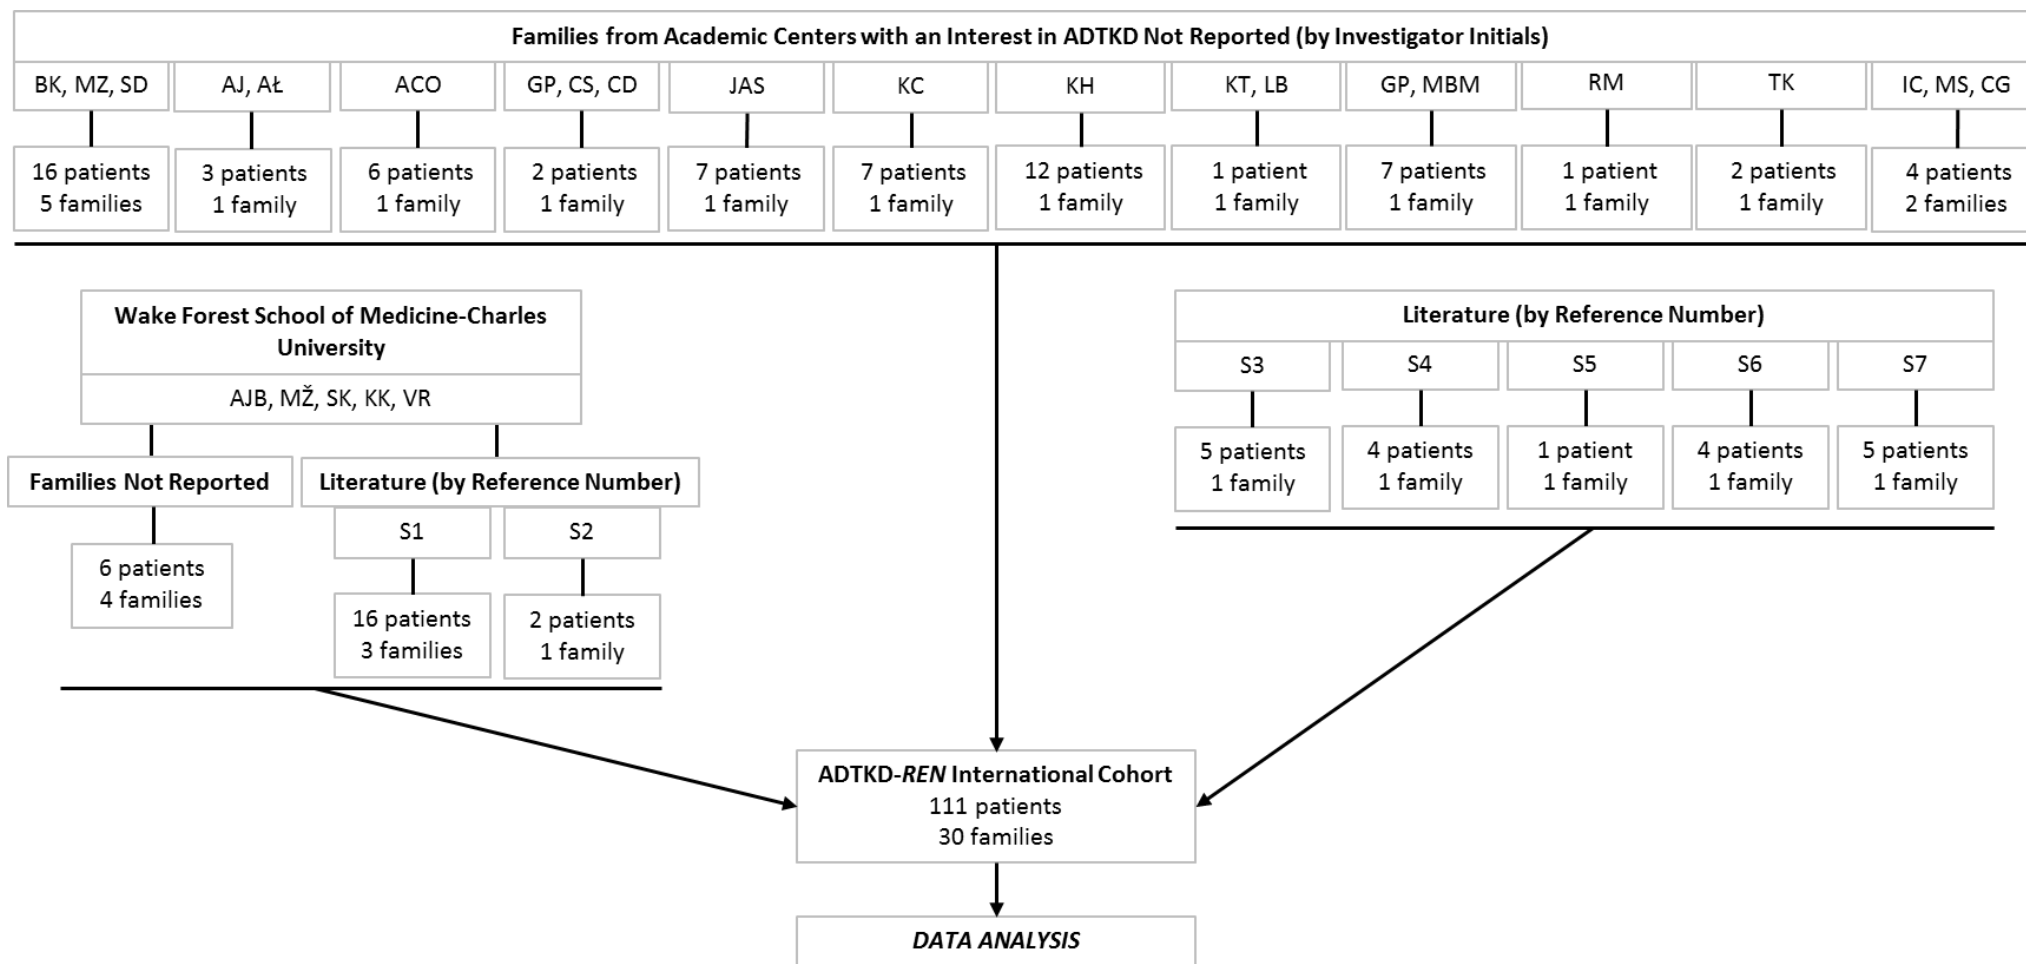 Families from Academic Centers with an Interest in ADTKD Not Reported (by Investigator Initials)
BK, MZ, SD
16 patients
5 families
AJ, AŁ
3 patients
1 family
ACO
6 patients
1 family
GP, CS, CD
2 patients
1 family
JAS
7 patients
1 family
KC
7 patients
1 family
KH
12 patients
1 family
KT, LB
1 patient
1 family
GP, MBM
7 patients
1 family
RM
1 patient
1 family
TK
2 patients
1 family
IC, MS, CG
4 patients
2 families
Wake Forest School of Medicine-Charles
University
AJB, MŽ, SK, KK, VR
Families Not Reported
6 patients
4 families
Literature (by Reference Number)
S1
16 patients
3 families
S2
2 patients
1 family
Literature (by Reference Number)
S3
5 patients
1 family
S4
4 patients
1 family
S5
1 patient
1 family
S6
4 patients
1 family
S7
5 patients
1 family
ADTKD-REN International Cohort
111 patients
30 families
DATA ANALYSIS